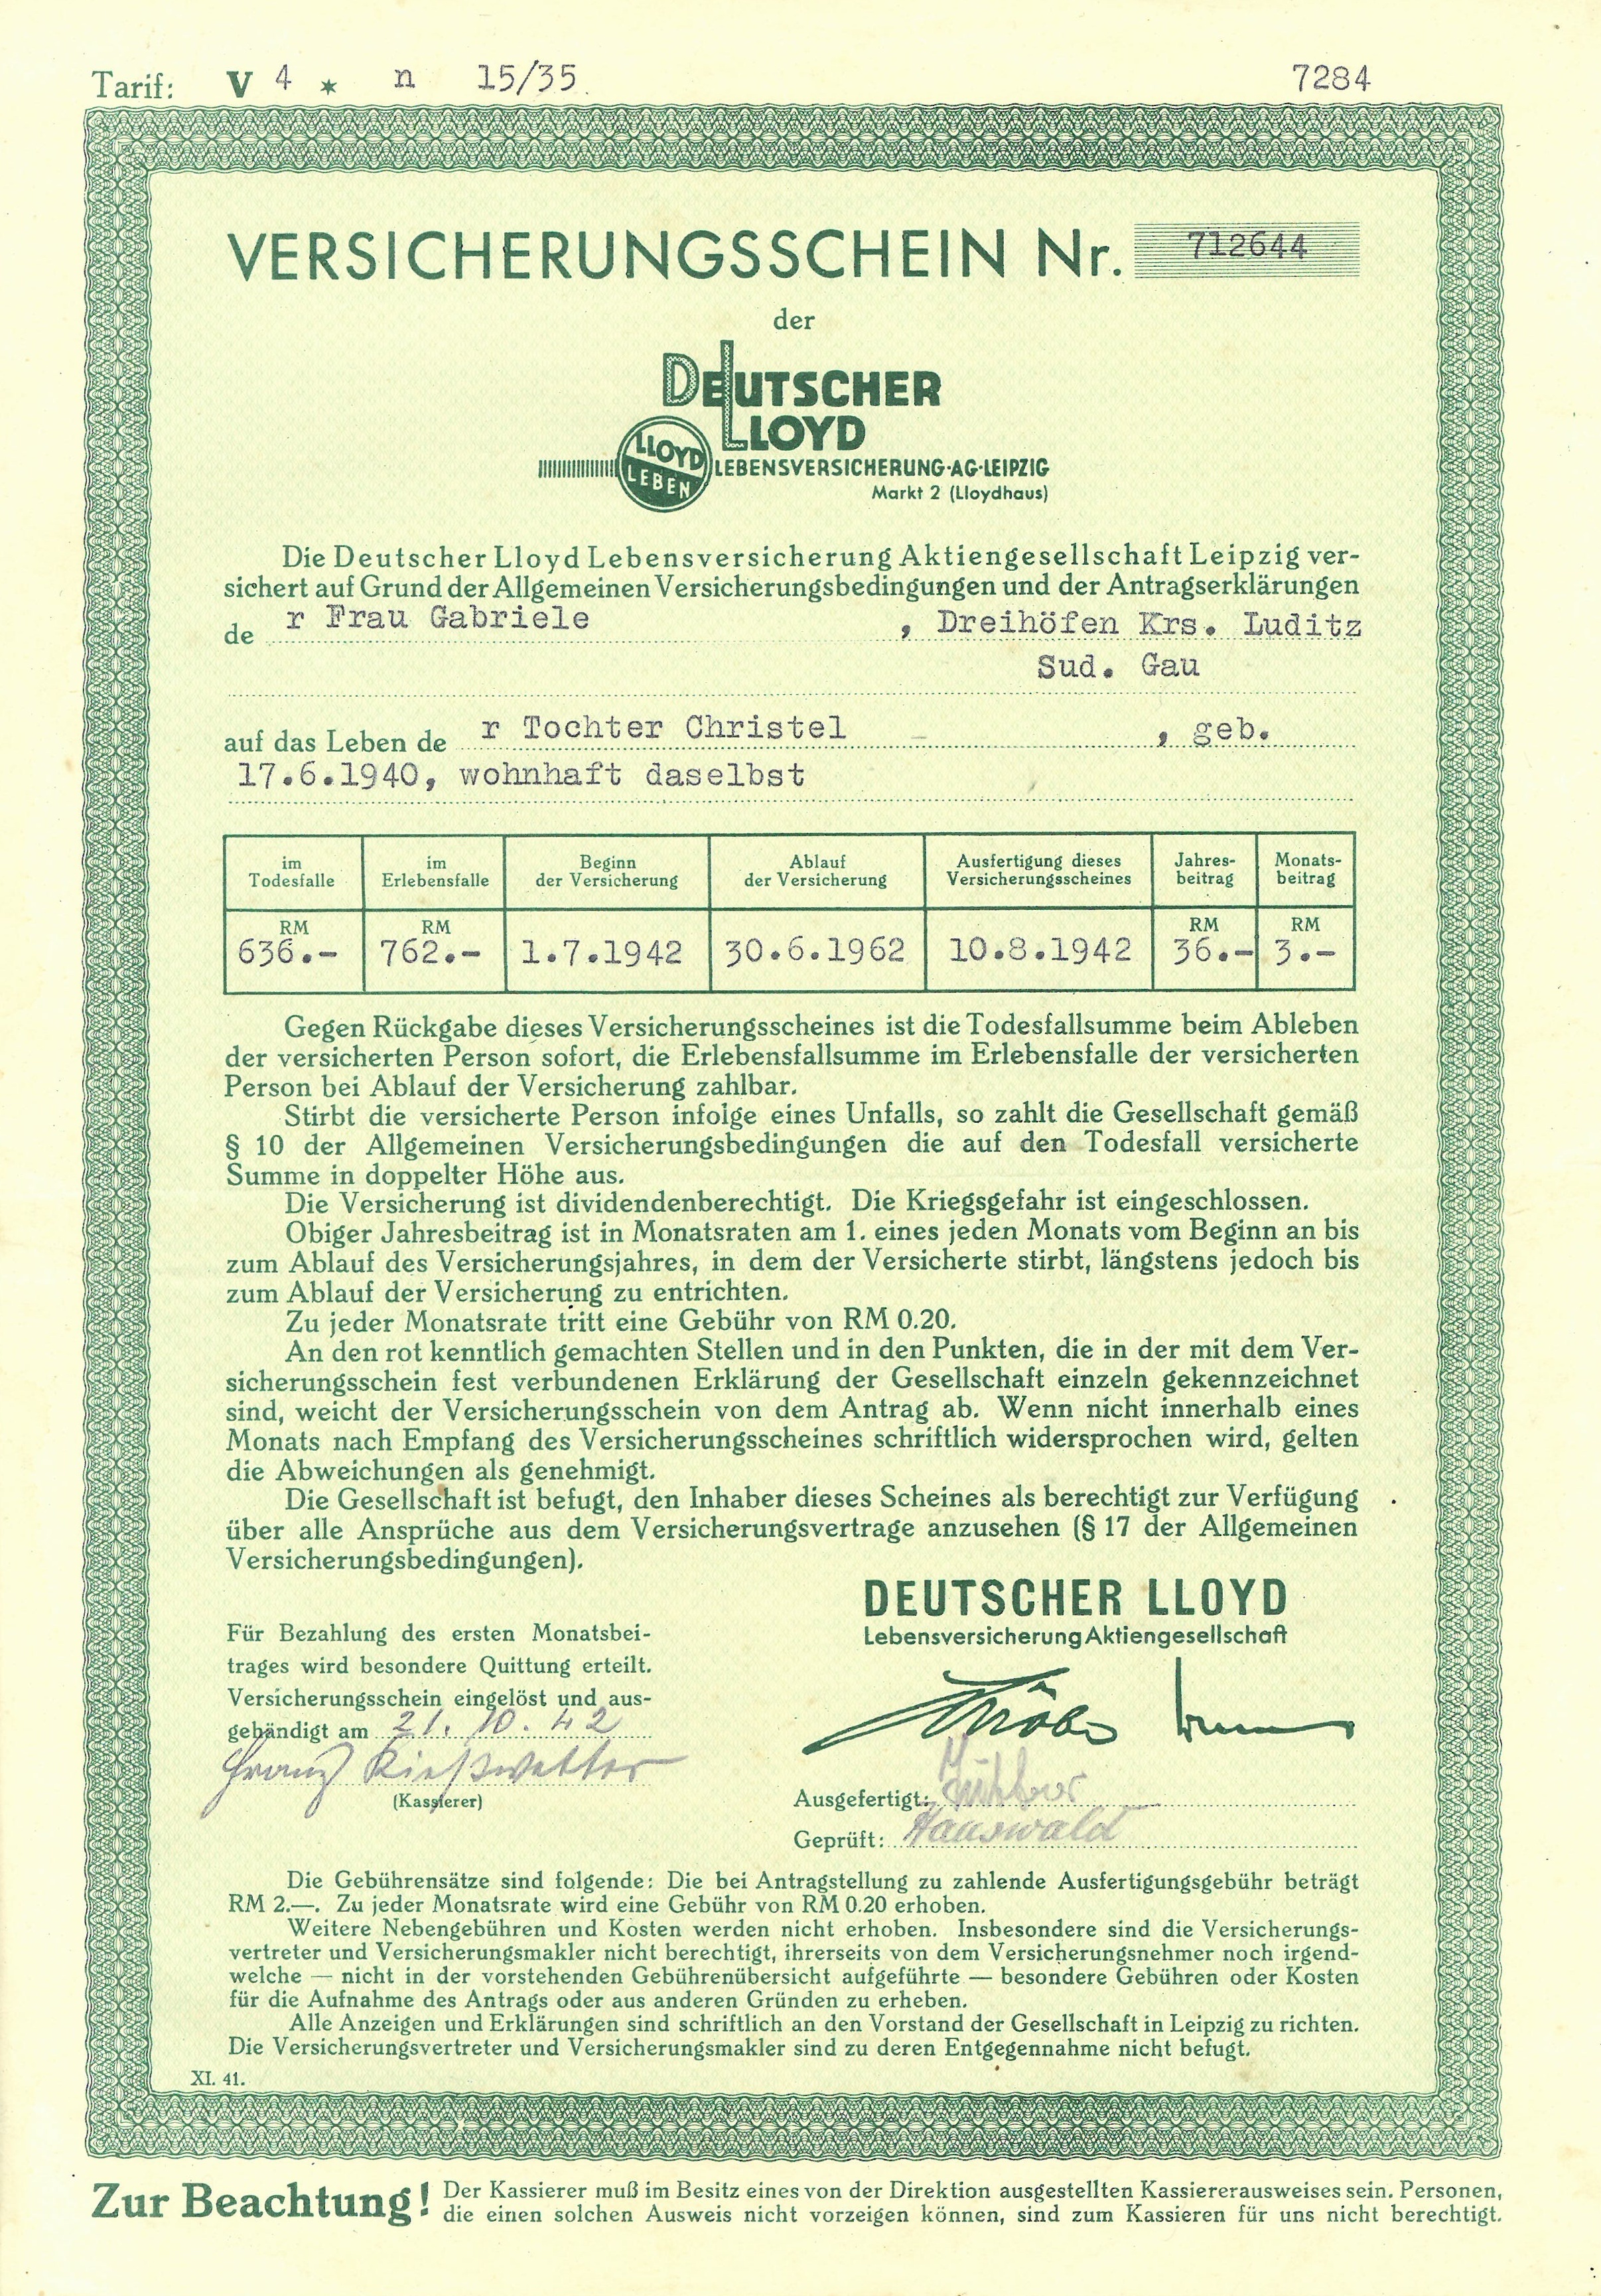 Tarif: V 4 * n 15/35 7284
VERSICHERUNGSSCHEIN Nr. 712644
der
DEUTSCHER
LLOYD
LLOYD LEBEN
LEBENSVERSICHERUNG·AG·LEIPZIG
Markt 2 (Lloydhaus)
Die Deutscher Lloyd Lebensversicherung Aktiengesellschaft Leipzig ver-
sichert auf Grund der Allgemeinen Versicherungsbedingungen und der Antragserklärungen
de r Frau Gabriele , Dreihöfen Krs. Luditz
Sud. Gau
auf das Leben de r Tochter Christel , geb.
17.6.1940, wohnhaft daselbst
im Todesfalle im Erlebensfalle Beginn der Versicherung Ablauf der Versicherung Ausfertigung dieses Versicherungsscheines Jahres-beitrag Monats-beitrag
RM 636.- RM 762.- 1.7.1942 30.6.1962 10.8.1942 RM 36.- RM 3.-
Gegen Rückgabe dieses Versicherungsscheines ist die Todesfallsumme beim Ableben
der versicherten Person sofort, die Erlebensfallsumme im Erlebensfalle der versicherten
Person bei Ablauf der Versicherung zahlbar.
Stirbt die versicherte Person infolge eines Unfalls, so zahlt die Gesellschaft gemäß
§ 10 der Allgemeinen Versicherungsbedingungen die auf den Todesfall versicherte
Summe in doppelter Höhe aus.
Die Versicherung ist dividendenberechtigt. Die Kriegsgefahr ist eingeschlossen.
Obiger Jahresbeitrag ist in Monatsraten am 1. eines jeden Monats vom Beginn an bis
zum Ablauf des Versicherungsjahres, in dem der Versicherte stirbt, längstens jedoch bis
zum Ablauf der Versicherung zu entrichten.
Zu jeder Monatsrate tritt eine Gebühr von RM 0.20.
An den rot kenntlich gemachten Stellen und in den Punkten, die in der mit dem Ver-
sicherungsschein fest verbundenen Erklärung der Gesellschaft einzeln gekennzeichnet
sind, weicht der Versicherungsschein von dem Antrag ab. Wenn nicht innerhalb eines
Monats nach Empfang des Versicherungsscheines schriftlich widersprochen wird, gelten
die Abweichungen als genehmigt.
Die Gesellschaft ist befugt, den Inhaber dieses Scheines als berechtigt zur Verfügung
über alle Ansprüche aus dem Versicherungsvertrage anzusehen (§ 17 der Allgemeinen
Versicherungsbedingungen).
DEUTSCHER LLOYD
Lebensversicherung Aktiengesellschaft
Für Bezahlung des ersten Monatsbei-
trages wird besondere Quittung erteilt.
Versicherungsschein eingelöst und aus-
gehändigt am 21. 10. 42
Franz Kießwetter
(Kassierer)
Ausgefertigt:
Geprüft: Hauswald
Die Gebührensätze sind folgende: Die bei Antragstellung zu zahlende Ausfertigungsgebühr beträgt
RM 2.—. Zu jeder Monatsrate wird eine Gebühr von RM 0.20 erhoben.
Weitere Nebengebühren und Kosten werden nicht erhoben. Insbesondere sind die Versicherungs-
vertreter und Versicherungsmakler nicht berechtigt, ihrerseits von dem Versicherungsnehmer noch irgend-
welche — nicht in der vorstehenden Gebührenübersicht aufgeführte — besondere Gebühren oder Kosten
für die Aufnahme des Antrags oder aus anderen Gründen zu erheben.
Alle Anzeigen und Erklärungen sind schriftlich an den Vorstand der Gesellschaft in Leipzig zu richten.
Die Versicherungsvertreter und Versicherungsmakler sind zu deren Entgegennahme nicht befugt.
XI. 41.
Zur Beachtung! Der Kassierer muß im Besitz eines von der Direktion ausgestellten Kassiererausweises sein. Personen,
die einen solchen Ausweis nicht vorzeigen können, sind zum Kassieren für uns nicht berechtigt.